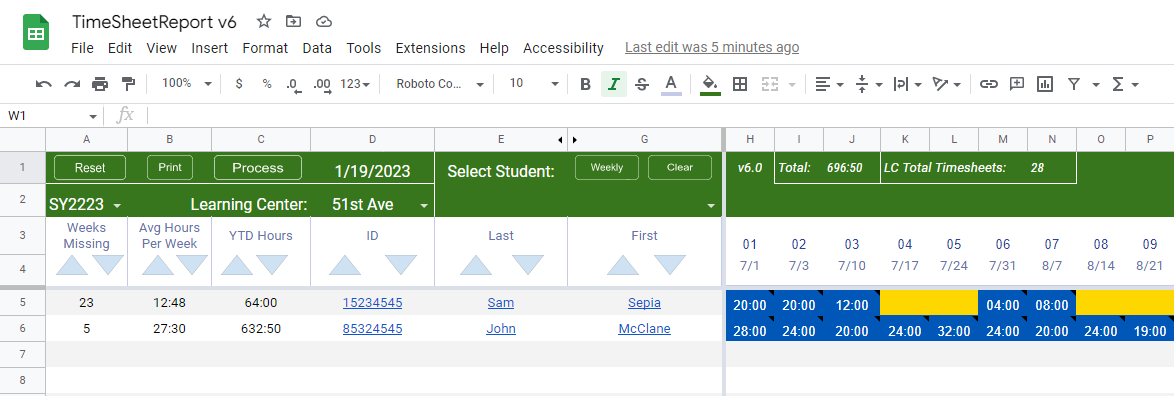 TimeSheetReport v6
File Edit View Insert Format Data Tools Extensions Help Accessibility Last edit was 5 minutes ago
100% $ % .0 .00 123 Roboto Co... 10 B I S A
W1 fx
A B C D E G H I J K L M N O P
1 Reset Print Process 1/19/2023 Select Student: Weekly Clear v6.0 Total: 696:50 LC Total Timesheets: 28
2 SY2223 Learning Center: 51st Ave
3 Weeks Missing Avg Hours Per Week YTD Hours ID Last First 01 02 03 04 05 06 07 08 09
4 7/1 7/3 7/10 7/17 7/24 7/31 8/7 8/14 8/21
5 23 12:48 64:00 15234545 Sam Sepia 20:00 20:00 12:00 04:00 08:00
6 5 27:30 632:50 85324545 John McClane 28:00 24:00 20:00 24:00 32:00 24:00 20:00 24:00 19:00
7
8